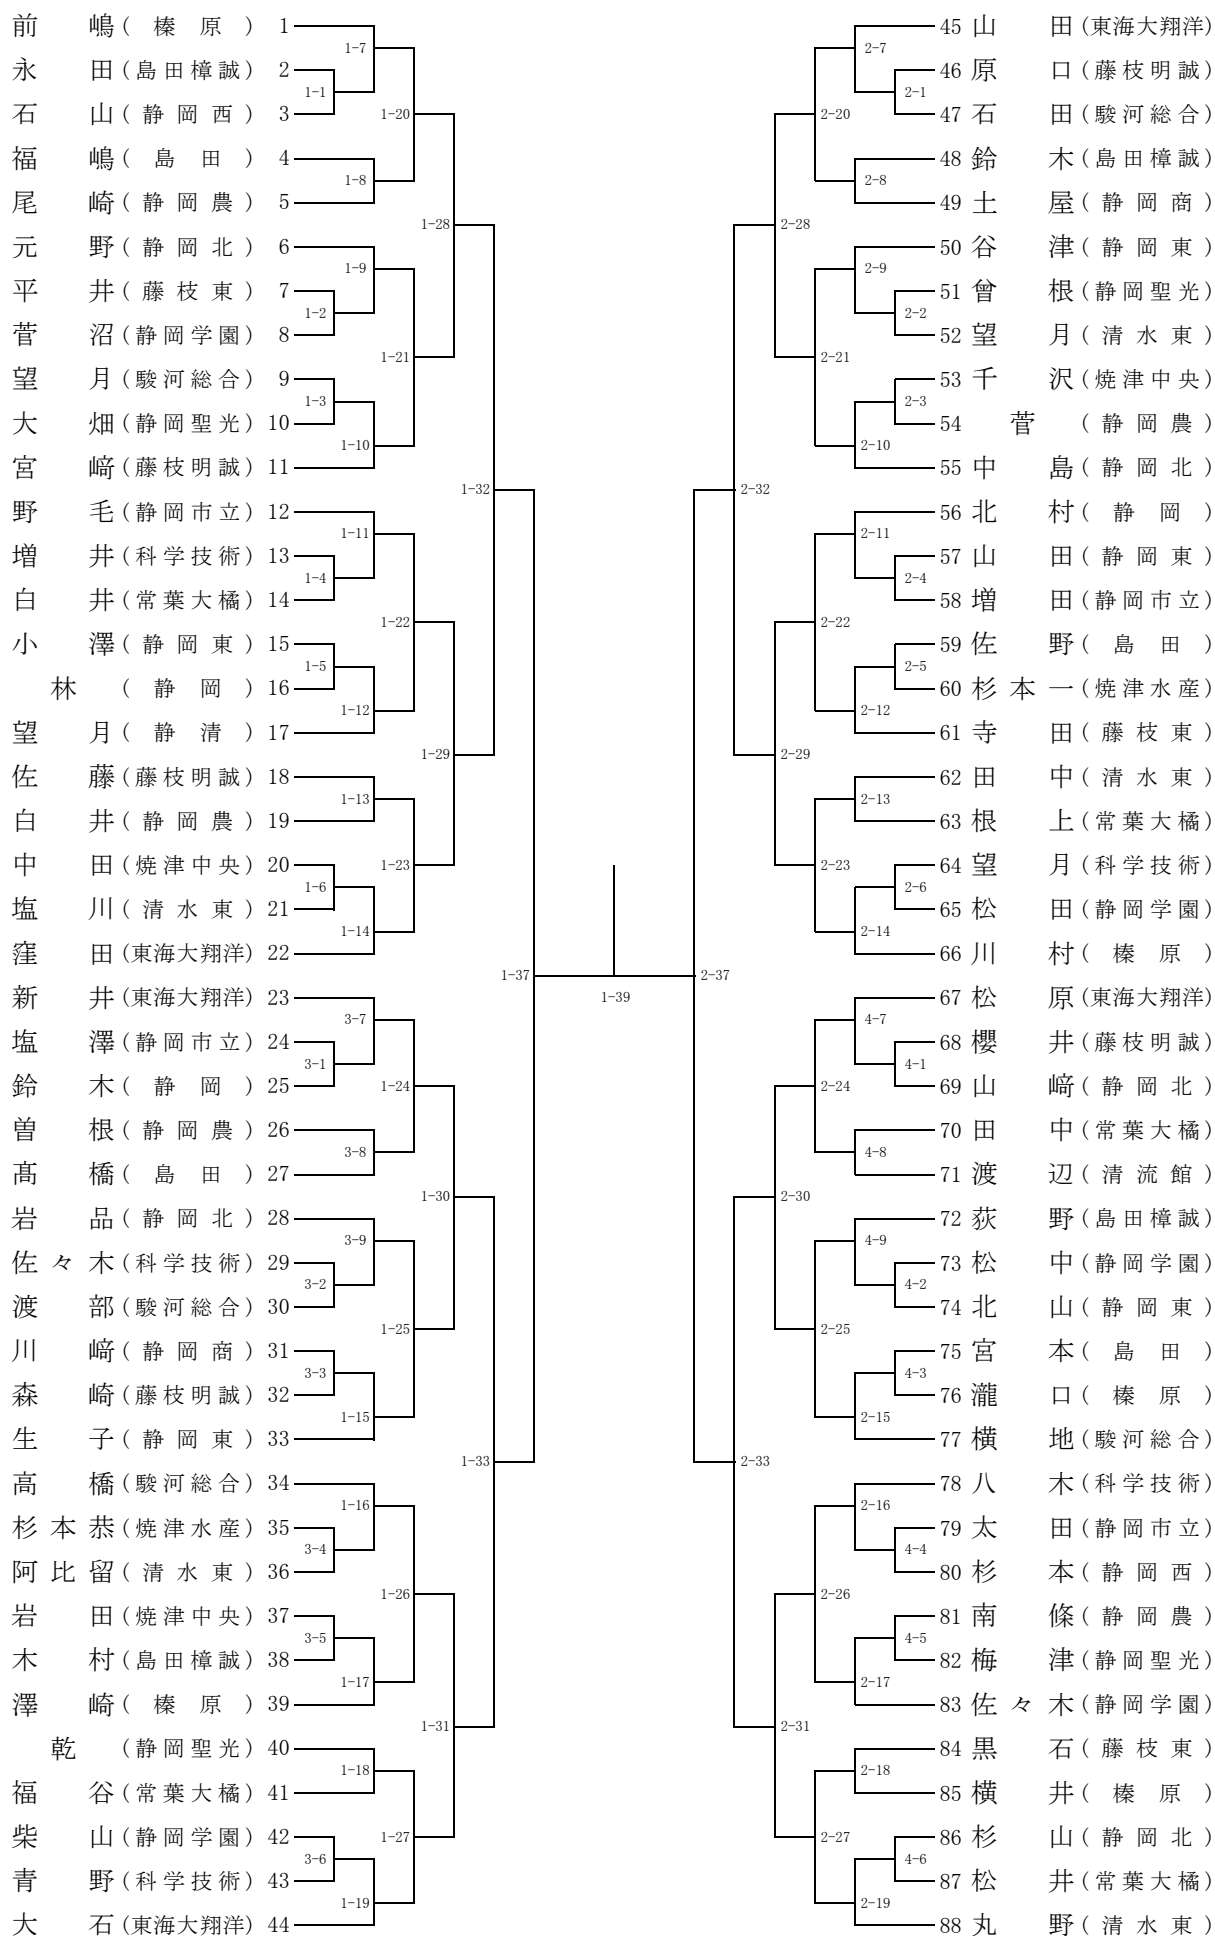 前嶋(榛原) 1
永田(島田樟誠) 2
石山(静岡西) 3
福嶋(島田) 4
尾崎(静岡農) 5
元野(静岡北) 6
平井(藤枝東) 7
菅沼(静岡学園) 8
望月(駿河総合) 9
大畑(静岡聖光) 10
宮﨑(藤枝明誠) 11
野毛(静岡市立) 12
増井(科学技術) 13
白井(常葉大橘) 14
小澤(静岡東) 15
林(静岡) 16
望月(静清) 17
佐藤(藤枝明誠) 18
白井(静岡農) 19
中田(焼津中央) 20
塩川(清水東) 21
窪田(東海大翔洋) 22
新井(東海大翔洋) 23
塩澤(静岡市立) 24
鈴木(静岡) 25
曽根(静岡農) 26
髙橋(島田) 27
岩品(静岡北) 28
佐々木(科学技術) 29
渡部(駿河総合) 30
川﨑(静岡商) 31
森崎(藤枝明誠) 32
生子(静岡東) 33
高橋(駿河総合) 34
杉本恭(焼津水産) 35
阿比留(清水東) 36
岩田(焼津中央) 37
木村(島田樟誠) 38
澤崎(榛原) 39
乾(静岡聖光) 40
福谷(常葉大橘) 41
柴山(静岡学園) 42
青野(科学技術) 43
大石(東海大翔洋) 44
1-7
1-1
1-20
1-8
1-28
1-9
1-2
1-21
1-3
1-10
1-32
1-11
1-4
1-22
1-5
1-12
1-29
1-13
1-23
1-6
1-14
1-37
3-7
3-1
1-24
3-8
1-30
3-9
3-2
1-25
3-3
1-15
1-33
1-16
3-4
1-26
3-5
1-17
1-31
1-18
1-27
3-6
1-19
1-39
2-7
2-1
2-20
2-8
2-28
2-9
2-2
2-21
2-3
2-10
2-32
2-11
2-4
2-22
2-5
2-12
2-29
2-13
2-23
2-6
2-14
2-37
4-7
4-1
2-24
4-8
2-30
4-9
4-2
2-25
4-3
2-15
2-33
2-16
4-4
2-26
4-5
2-17
2-31
2-18
2-27
4-6
2-19
45 山田(東海大翔洋)
46 原口(藤枝明誠)
47 石田(駿河総合)
48 鈴木(島田樟誠)
49 土屋(静岡商)
50 谷津(静岡東)
51 曾根(静岡聖光)
52 望月(清水東)
53 千沢(焼津中央)
54 菅(静岡農)
55 中島(静岡北)
56 北村(静岡)
57 山田(静岡東)
58 増田(静岡市立)
59 佐野(島田)
60 杉本一(焼津水産)
61 寺田(藤枝東)
62 田中(清水東)
63 根上(常葉大橘)
64 望月(科学技術)
65 松田(静岡学園)
66 川村(榛原)
67 松原(東海大翔洋)
68 櫻井(藤枝明誠)
69 山﨑(静岡北)
70 田中(常葉大橘)
71 渡辺(清流館)
72 荻野(島田樟誠)
73 松中(静岡学園)
74 北山(静岡東)
75 宮本(島田)
76 瀧口(榛原)
77 横地(駿河総合)
78 八木(科学技術)
79 太田(静岡市立)
80 杉本(静岡西)
81 南條(静岡農)
82 梅津(静岡聖光)
83 佐々木(静岡学園)
84 黒石(藤枝東)
85 横井(榛原)
86 杉山(静岡北)
87 松井(常葉大橘)
88 丸野(清水東)